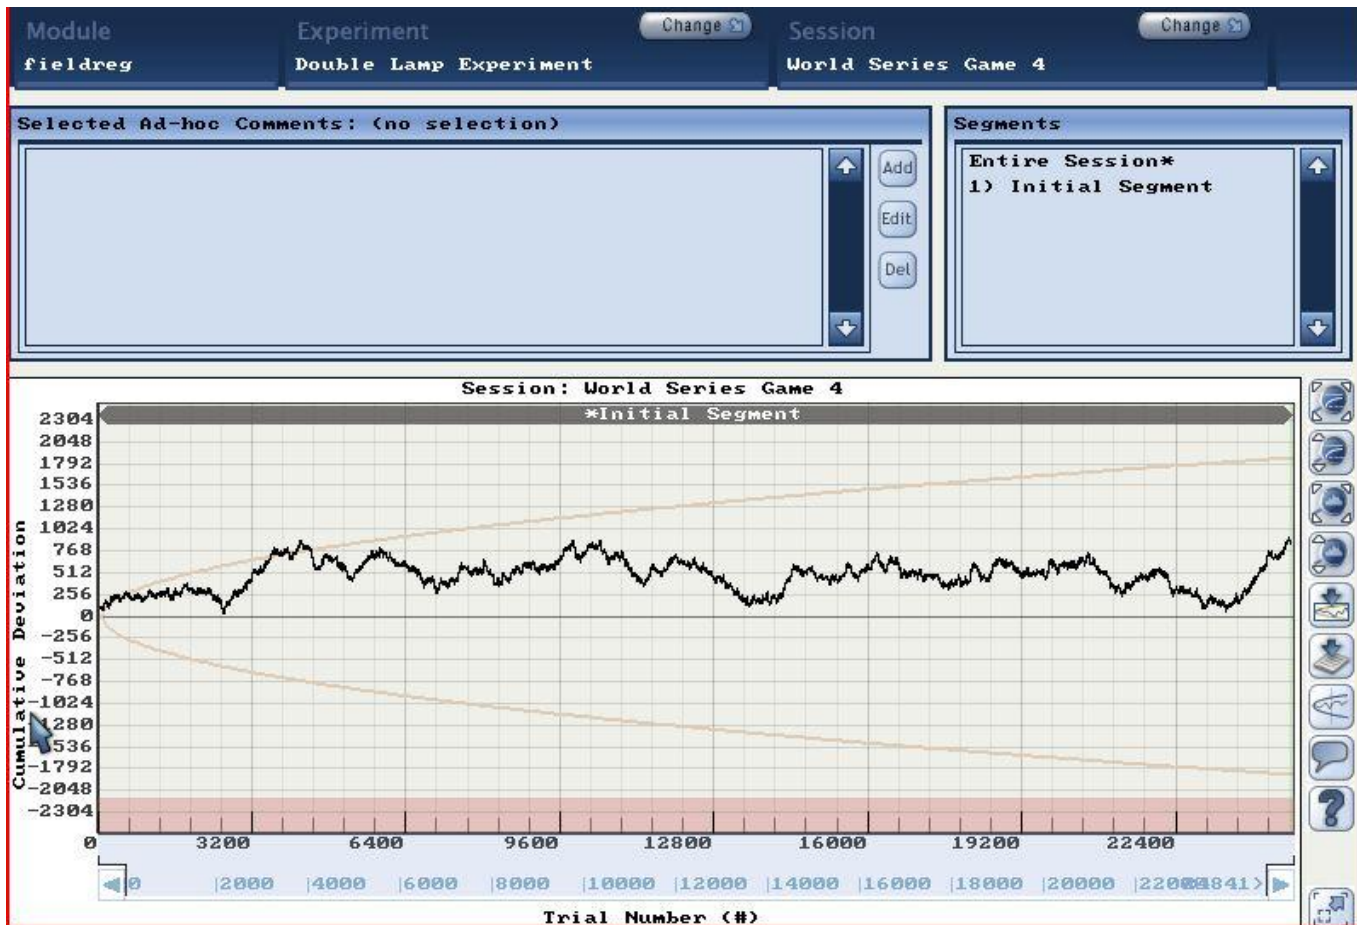 Module
Experiment
Change
Session
Change
fieldreg
Double Lamp Experiment
World Series Game 4
Selected Ad-hoc Comments: (no selection)
Add
Edit
Del
Segments
Entire Session*
1) Initial Segment
Session: World Series Game 4
*Initial Segment
2304
2048
1792
1536
1280
1024
768
512
256
0
-256
-512
-768
-1024
-1792
-2048
-2304
Cumulative Deviation
0 3200 6400 9600 12800 16000 19200 22400
0 |2000 |4000 |6000 |8000 |10000 |12000 |14000 |16000 |18000 |20000
Trial Number (#)